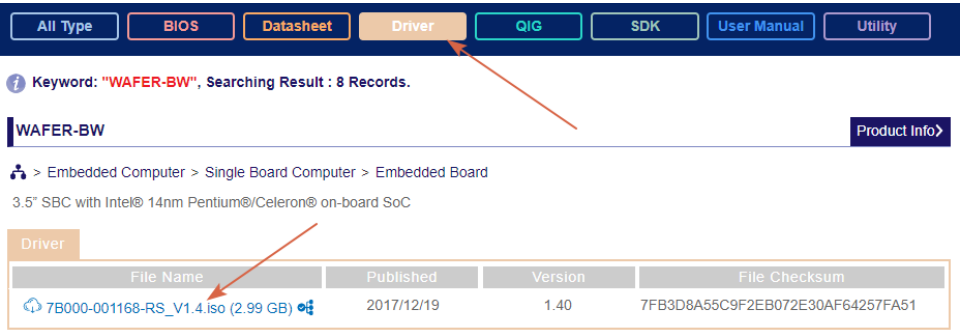 All Type BIOS Datasheet Driver QIG SDK User Manual Utility
Keyword: "WAFER-BW", Searching Result : 8 Records.
WAFER-BW Product Info>
> Embedded Computer > Single Board Computer > Embedded Board
3.5" SBC with Intel® 14nm Pentium®/Celeron® on-board SoC
Driver
File Name Published Version File Checksum
7B000-001168-RS_V1.4.iso (2.99 GB) 2017/12/19 1.40 7FB3D8A55C9F2EB072E30AF64257FA51